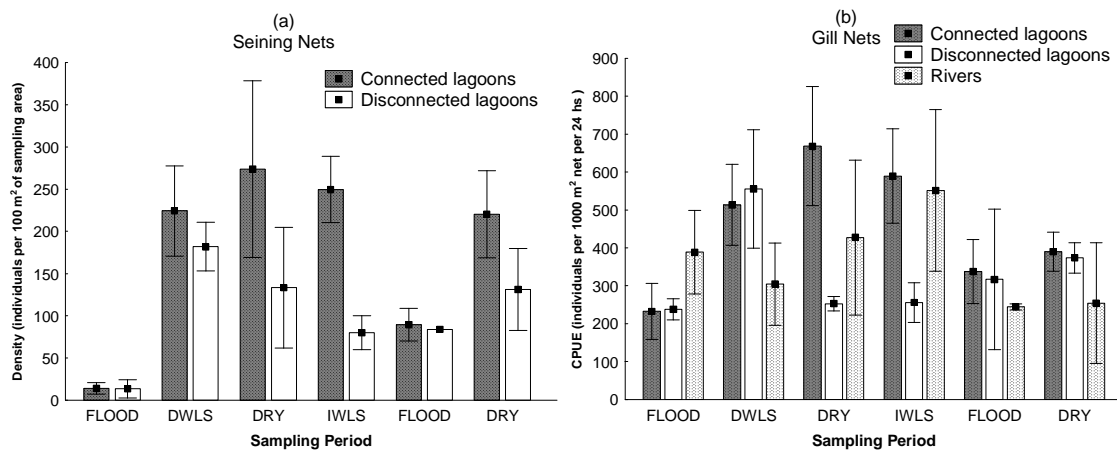 (a)
Seining Nets
Connected lagoons
Disconnected lagoons
Density (individuals per 100 m² of sampling area)
400
350
300
250
200
150
100
50
0
FLOOD DWLS DRY IWLS FLOOD DRY
Sampling Period
(b)
Gill Nets
Connected lagoons
Disconnected lagoons
Rivers
CPUE (individuals per 1000 m² net per 24 hs )
900
800
700
600
500
400
300
200
100
0
FLOOD DWLS DRY IWLS FLOOD DRY
Sampling Period